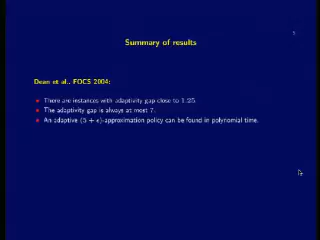 Summary of results
Dean et al., FOCS 2004:
There are instances with adaptivity gap close to 1.25.
The adaptivity gap is always at most 7.
An adaptive (5 + ϵ)-approximation policy can be found in polynomial time.